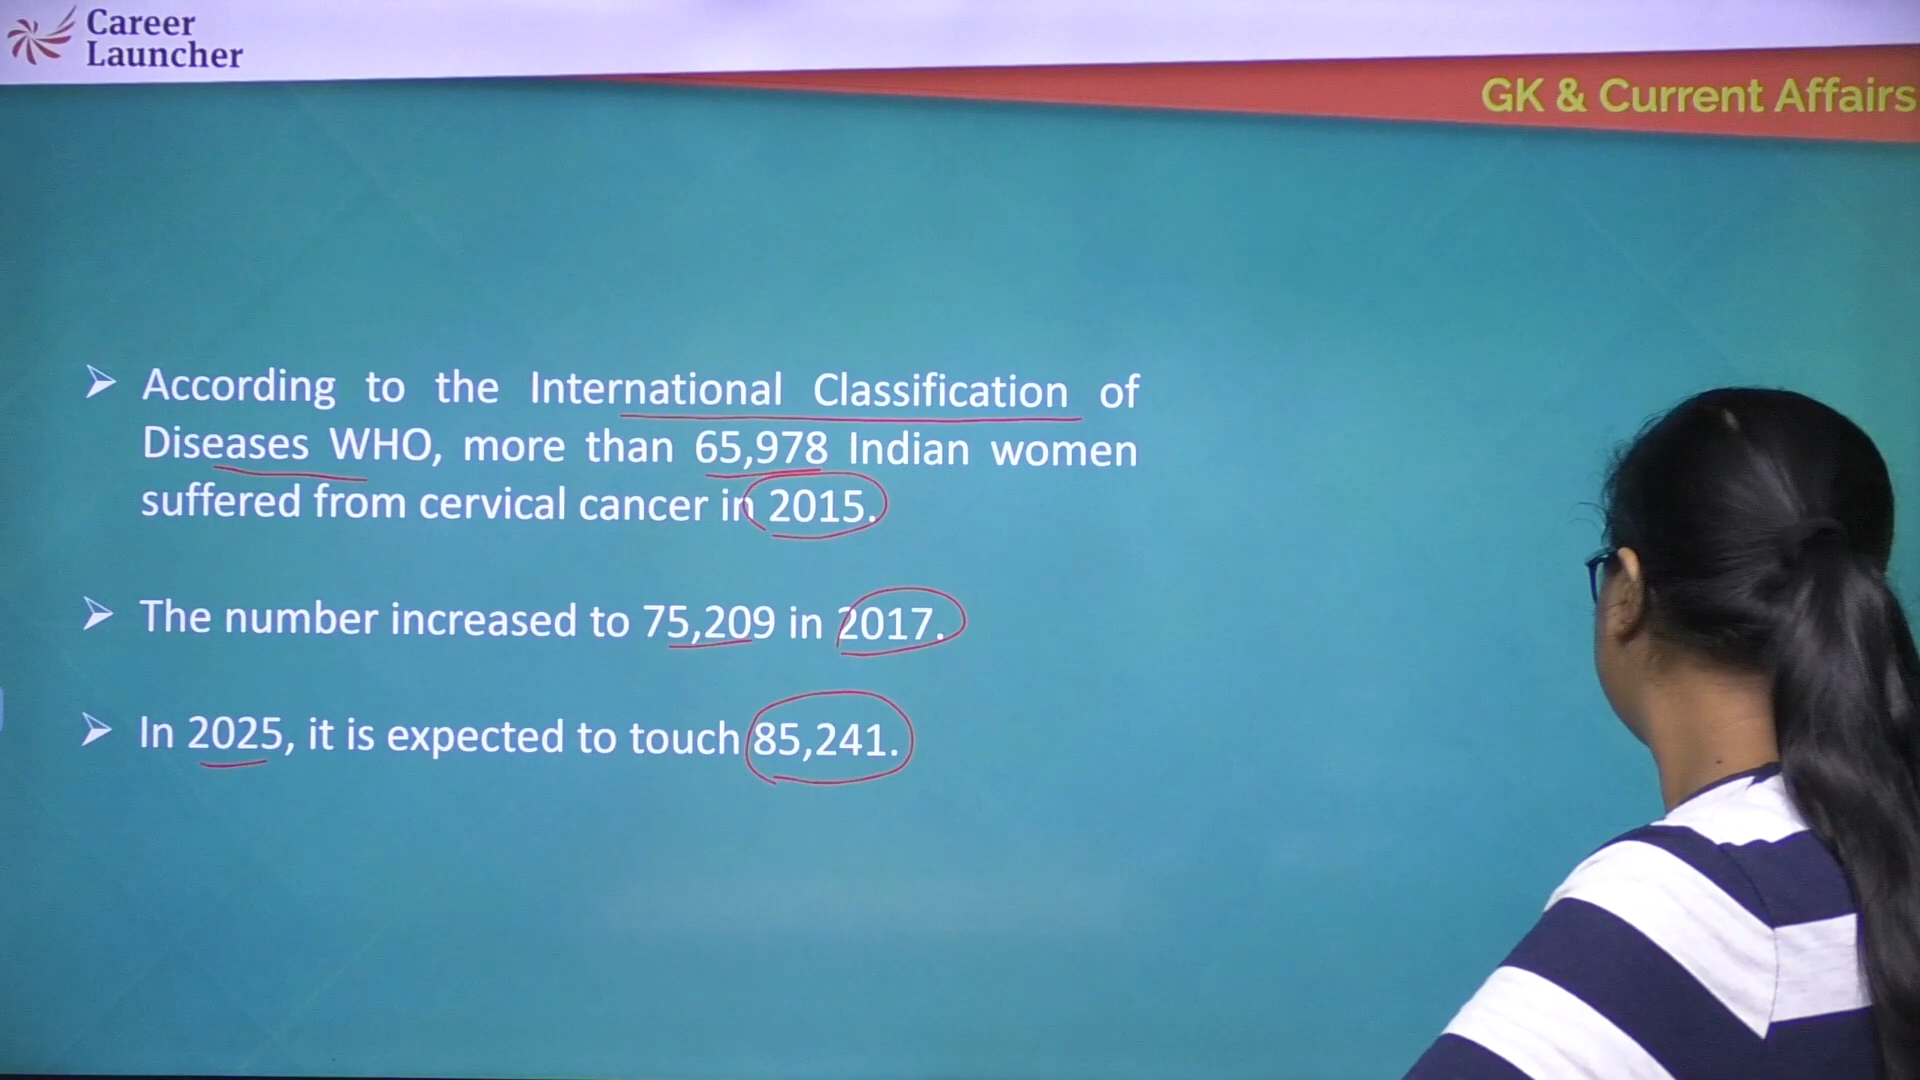 Career
Launcher
GK & Current Affairs
According to the International Classification of
Diseases WHO, more than 65,978 Indian women
suffered from cervical cancer in 2015.
The number increased to 75,209 in 2017.
In 2025, it is expected to touch 85,241.